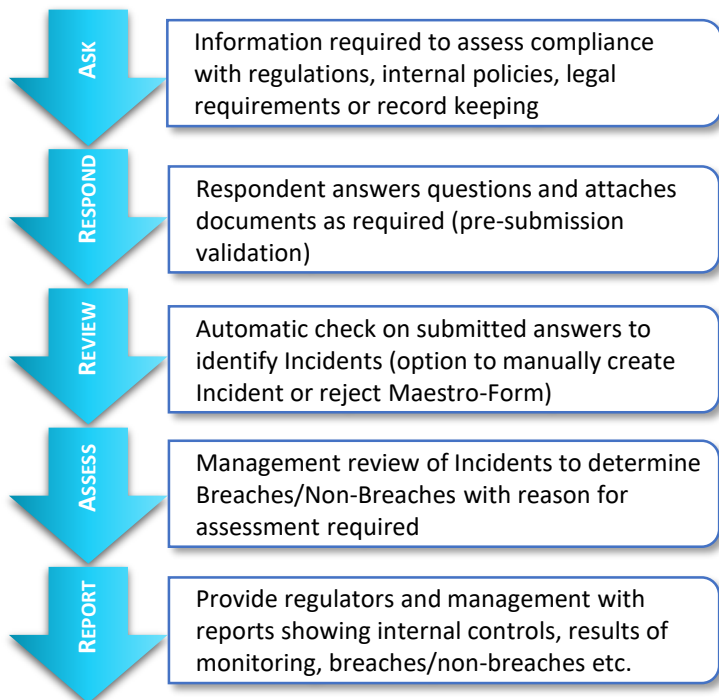 ASK
Information required to assess compliance
with regulations, internal policies, legal
requirements or record keeping
RESPOND
Respondent answers questions and attaches
documents as required (pre-submission
validation)
REVIEW
Automatic check on submitted answers to
identify Incidents (option to manually create
Incident or reject Maestro-Form)
ASSESS
Management review of Incidents to determine
Breaches/Non-Breaches with reason for
assessment required
REPORT
Provide regulators and management with
reports showing internal controls, results of
monitoring, breaches/non-breaches etc.